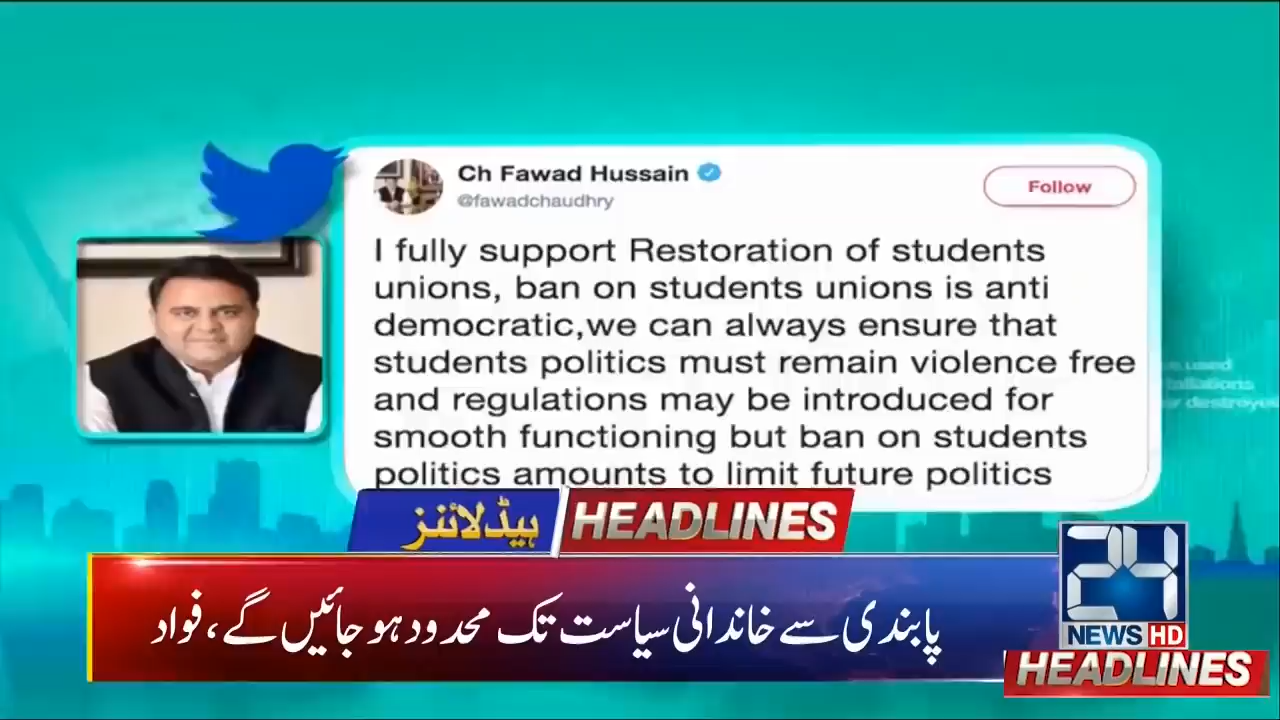 Ch Fawad Hussain
@fawadchaudhry
Follow
I fully support Restoration of students
unions, ban on students unions is anti
democratic,we can always ensure that
students politics must remain violence free
and regulations may be introduced for
smooth functioning but ban on students
politics amounts to limit future politics
used
tallations
destroyed
ہیڈلائنز
HEADLINES
پابندی سے خاندانی سیاست تک محدود ہو جائیں گے، فواد
24
NEWS HD
HEADLINES